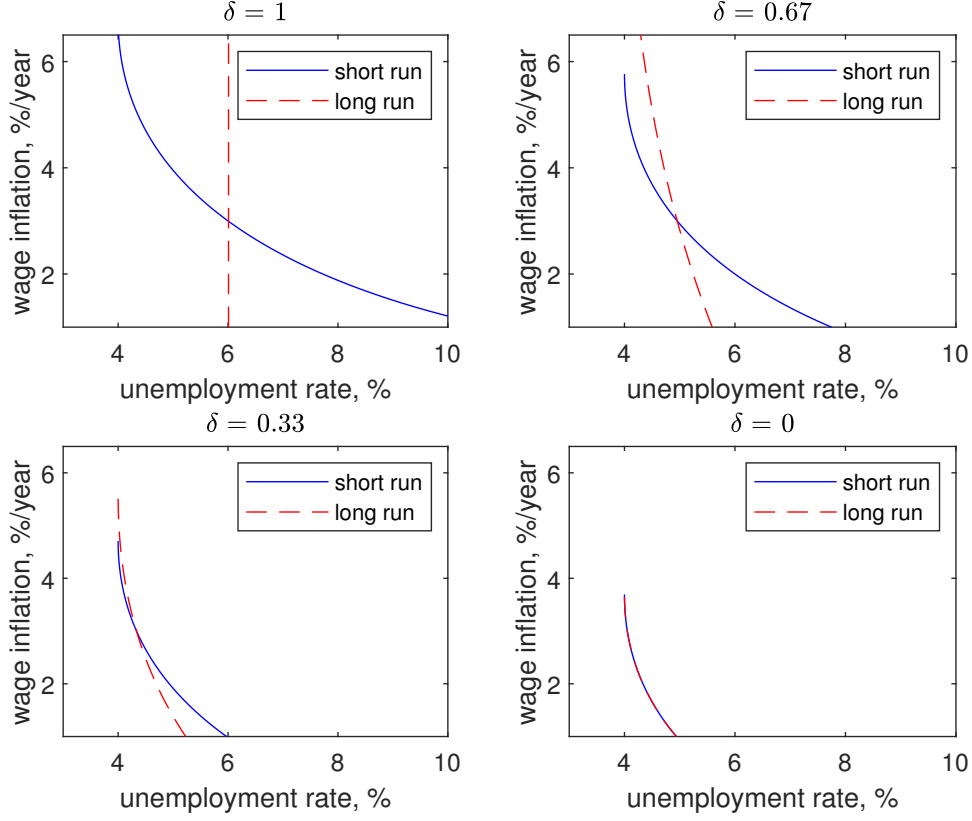 δ = 1
wage inflation, %/year
6
4
2
short run
long run
4 6 8 10
unemployment rate, %
δ = 0.67
wage inflation, %/year
6
4
2
short run
long run
4 6 8 10
unemployment rate, %
δ = 0.33
wage inflation, %/year
6
4
2
short run
long run
4 6 8 10
unemployment rate, %
δ = 0
wage inflation, %/year
6
4
2
short run
long run
4 6 8 10
unemployment rate, %